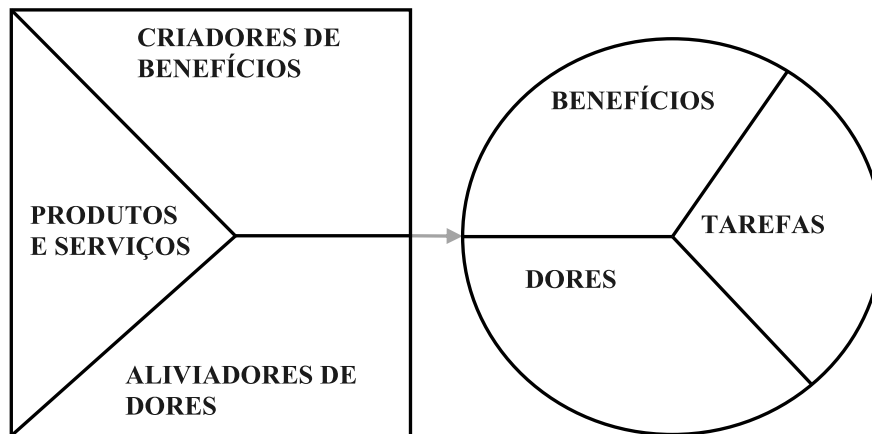 CRIADORES DE
BENEFÍCIOS
PRODUTOS
E SERVIÇOS
ALIVIADORES DE
DORES
BENEFÍCIOS
TAREFAS
DORES